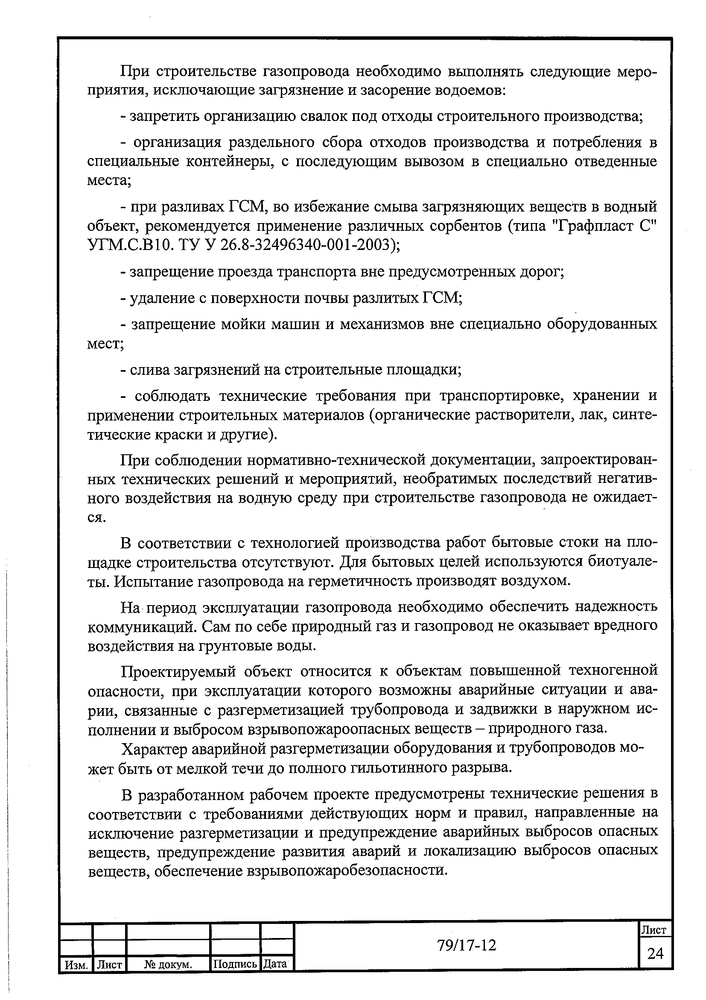 При строительстве газопровода необходимо выполнять следующие меро-
приятия, исключающие загрязнение и засорение водоемов:
- запретить организацию свалок под отходы строительного производства;
- организация раздельного сбора отходов производства и потребления в
специальные контейнеры, с последующим вывозом в специально отведенные
места;
- при разливах ГСМ, во избежание смыва загрязняющих веществ в водный
объект, рекомендуется применение различных сорбентов (типа "Графпласт С"
УГМ.С.В10. ТУ У 26.8-32496340-001-2003);
- запрещение проезда транспорта вне предусмотренных дорог;
- удаление с поверхности почвы разлитых ГСМ;
- запрещение мойки машин и механизмов вне специально оборудованных
мест;
- слива загрязнений на строительные площадки;
- соблюдать технические требования при транспортировке, хранении и
применении строительных материалов (органические растворители, лак, синте-
тические краски и другие).
При соблюдении нормативно-технической документации, запроектирован-
ных технических решений и мероприятий, необратимых последствий негатив-
ного воздействия на водную среду при строительстве газопровода не ожидает-
ся.
В соответствии с технологией производства работ бытовые стоки на пло-
щадке строительства отсутствуют. Для бытовых целей используются биотуале-
ты. Испытание газопровода на герметичность производят воздухом.
На период эксплуатации газопровода необходимо обеспечить надежность
коммуникаций. Сам по себе природный газ и газопровод не оказывает вредного
воздействия на грунтовые воды.
Проектируемый объект относится к объектам повышенной техногенной
опасности, при эксплуатации которого возможны аварийные ситуации и ава-
рии, связанные с разгерметизацией трубопровода и задвижки в наружном ис-
полнении и выбросом взрывопожароопасных веществ – природного газа.
Характер аварийной разгерметизации оборудования и трубопроводов мо-
жет быть от мелкой течи до полного гильотинного разрыва.
В разработанном рабочем проекте предусмотрены технические решения в
соответствии с требованиями действующих норм и правил, направленные на
исключение разгерметизации и предупреждение аварийных выбросов опасных
веществ, предупреждение развития аварий и локализацию выбросов опасных
веществ, обеспечение взрывопожаробезопасности.
79/17-12
Лист
24
Изм. Лист № докум. Подпись Дата